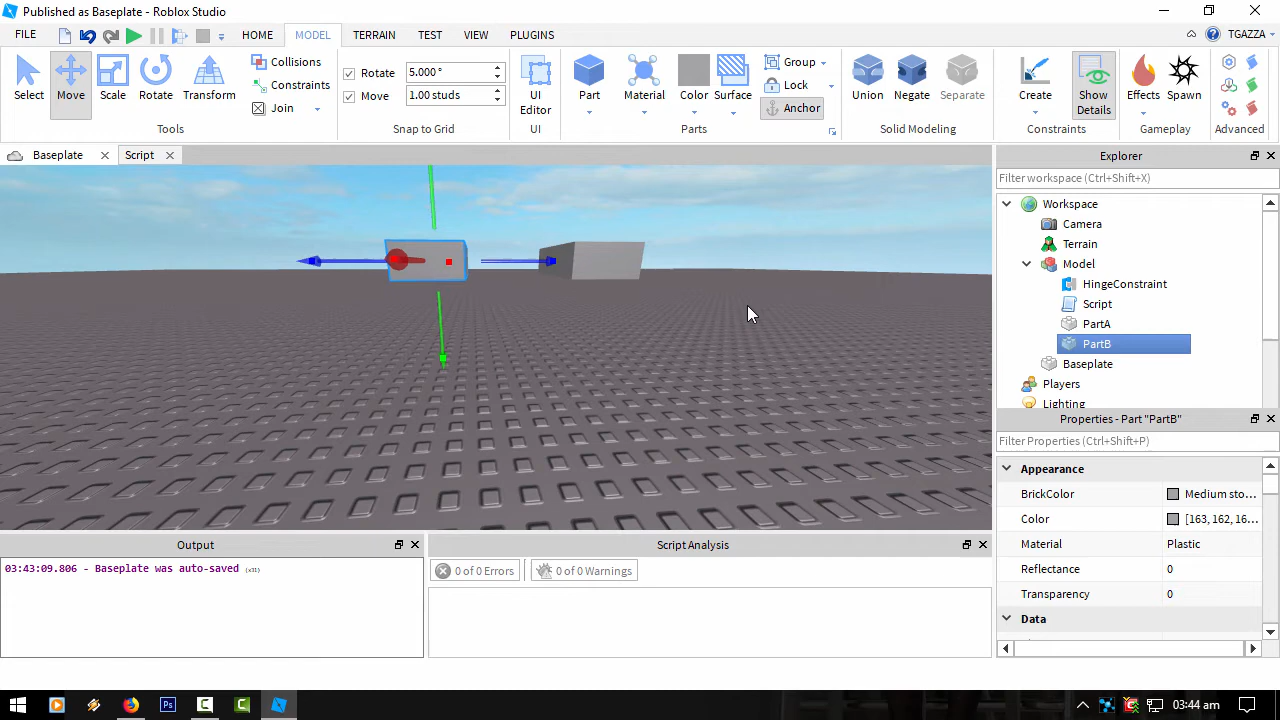 Published as Baseplate - Roblox Studio
FILE HOME MODEL TERRAIN TEST VIEW PLUGINS TGAZZA
Select Move Scale Rotate Transform
Tools
Collisions
Constraints
Join
Rotate 5.000°
Move 1.00 studs
Snap to Grid
UI
Editor
UI
Part Material Color Surface
Group
Lock
Anchor
Parts
Union Negate Separate
Solid Modeling
Create Show
Details
Constraints
Effects Spawn
Gameplay
Advanced
Baseplate Script
Explorer
Filter workspace (Ctrl+Shift+X)
Workspace
Camera
Terrain
Model
HingeConstraint
Script
PartA
PartB
Baseplate
Players
Lighting
Properties - Part "PartB"
Filter Properties (Ctrl+Shift+P)
Appearance
BrickColor Medium sto...
Color [163, 162, 16...
Material Plastic
Reflectance 0
Transparency 0
Data
Output
03:43:09.806 - Baseplate was auto-saved (x31)
Script Analysis
0 of 0 Errors 0 of 0 Warnings
Ps
03:44 am